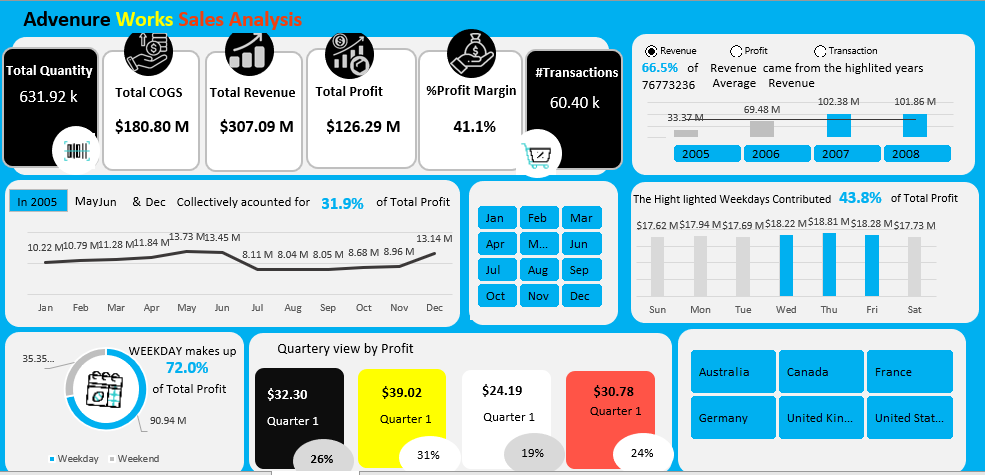 Advenure Works Sales Analysis
Total Quantity
631.92 k
Total COGS
$180.80 M
Total Revenue
$307.09 M
Total Profit
$126.29 M
%Profit Margin
41.1%
#Transactions
60.40 k
Revenue Profit Transaction
66.5% of Revenue came from the highlited years
76773236 Average Revenue
33.37 M 69.48 M 102.38 M 101.86 M
2005 2006 2007 2008
In 2005 MayJun & Dec Collectively acounted for 31.9% of Total Profit
10.22 M 10.79 M 11.28 M 11.84 M 13.73 M 13.45 M 8.11 M 8.04 M 8.05 M 8.68 M 8.96 M 13.14 M
Jan Feb Mar Apr May Jun Jul Aug Sep Oct Nov Dec
Jan Feb Mar
Apr M... Jun
Jul Aug Sep
Oct Nov Dec
The Hight lighted Weekdays Contributed 43.8% of Total Profit
$17.62 M $17.94 M $17.69 M $18.22 M $18.81 M $18.28 M $17.73 M
Sun Mon Tue Wed Thu Fri Sat
WEEKDAY makes up
72.0%
of Total Profit
35.35...
90.94 M
Weekday Weekend
Quartery view by Profit
$32.30
Quarter 1
26%
$39.02
Quarter 1
31%
$24.19
Quarter 1
19%
$30.78
Quarter 1
24%
Australia Canada France
Germany United Kin... United Stat...